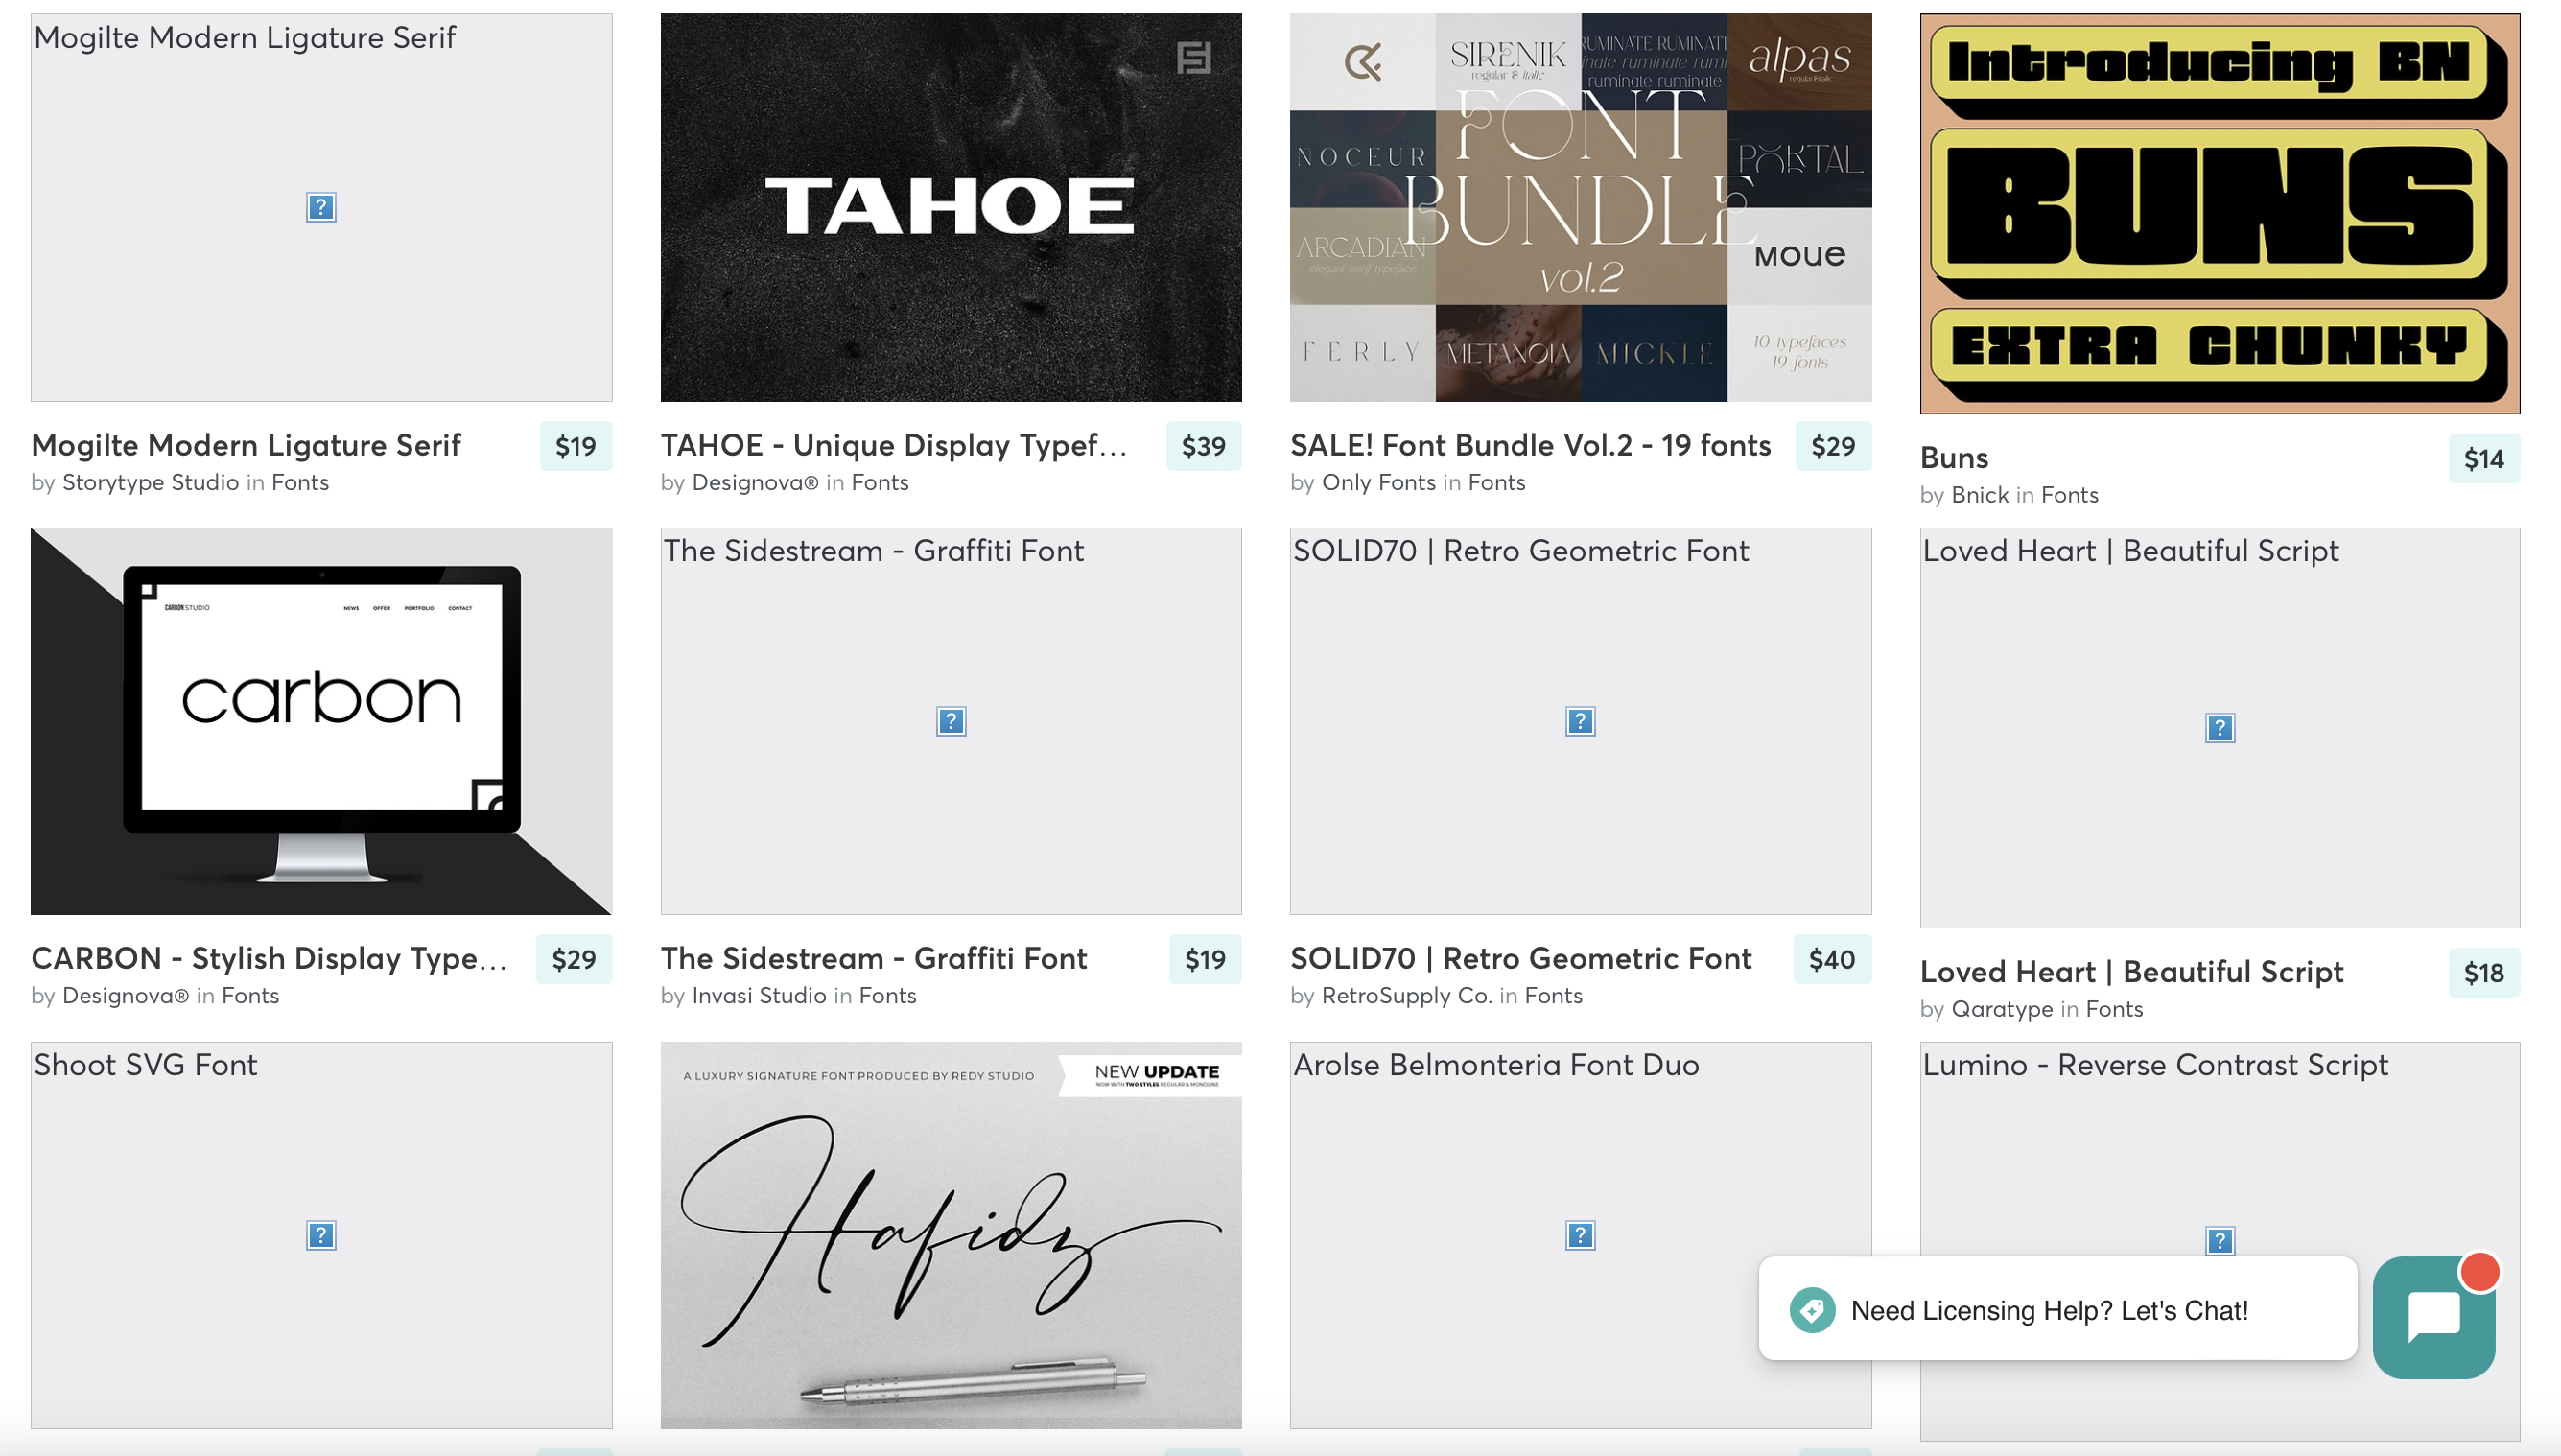 Mogilte Modern Ligature Serif
TAHOE
SIRENIK
regular & italic
RUMINATE RUMINATE
ruminate ruminate
alpas
regular & italic
FONT
NOCEUR
PORTAL
BUNDLE
ARCADIAN
elegant serif typeface
MOUE
vol.2
FERLY
METANOIA
MICKLE
10 typefaces
19 fonts
Introducing BN
BUNS
EXTRA CHUNKY
Mogilte Modern Ligature Serif
$19
by Storytype Studio in Fonts
TAHOE - Unique Display Typef...
$39
by Designova® in Fonts
SALE! Font Bundle Vol.2 - 19 fonts
$29
by Only Fonts in Fonts
Buns
$14
by Bnick in Fonts
CARBON STUDIO
NEWS OFFER PORTFOLIO CONTACT
carbon
The Sidestream - Graffiti Font
SOLID70 | Retro Geometric Font
Loved Heart | Beautiful Script
CARBON - Stylish Display Type...
$29
by Designova® in Fonts
The Sidestream - Graffiti Font
$19
by Invasi Studio in Fonts
SOLID70 | Retro Geometric Font
$40
by RetroSupply Co. in Fonts
Loved Heart | Beautiful Script
$18
by Qaratype in Fonts
Shoot SVG Font
A LUXURY SIGNATURE FONT PRODUCED BY REDY STUDIO
NEW UPDATE
NOW WITH TWO STYLES REGULAR & MONOLINE
Hafidz
Arolse Belmonteria Font Duo
Lumino - Reverse Contrast Script
Need Licensing Help? Let's Chat!